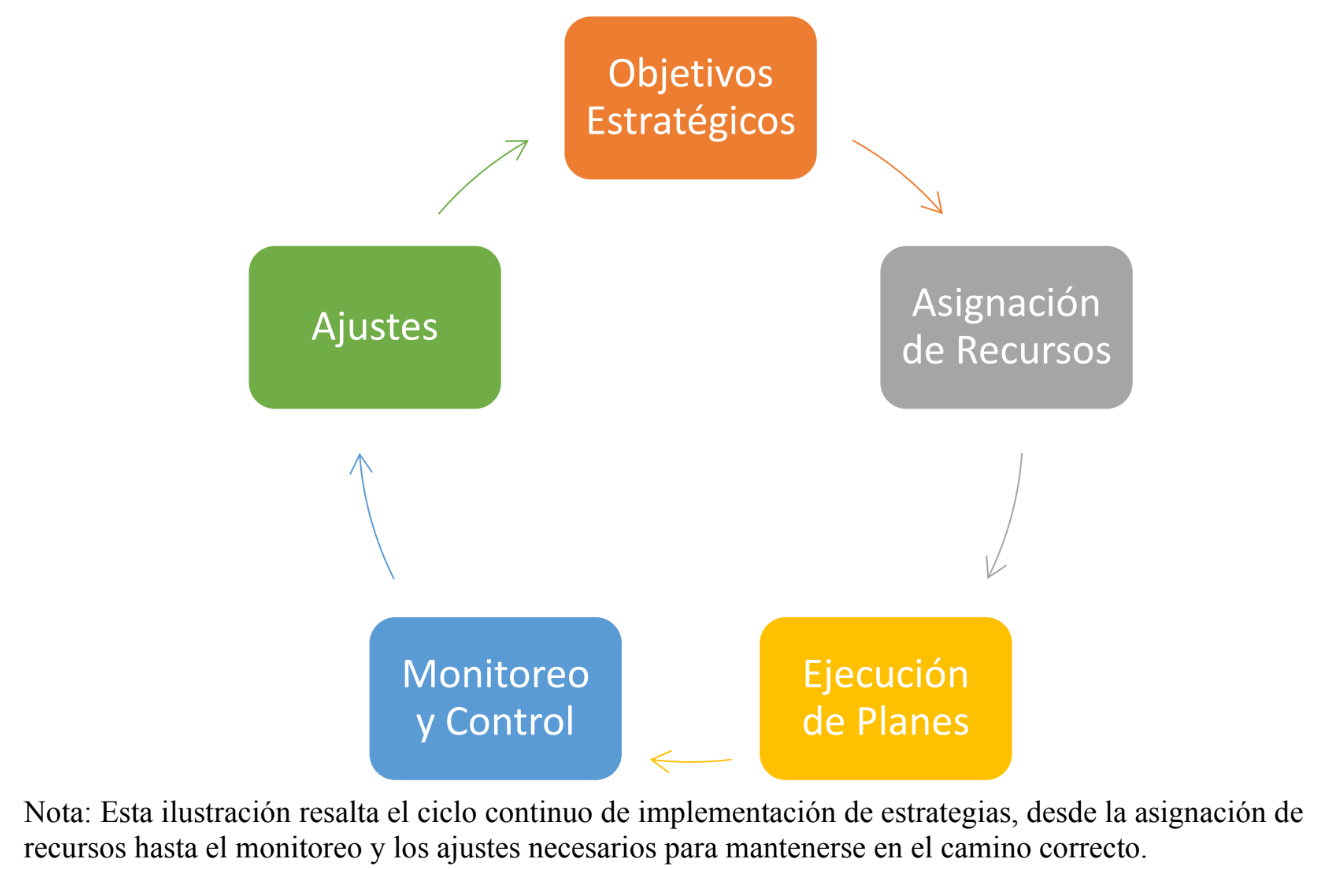 Objetivos
Estratégicos
Asignación
de Recursos
Ejecución
de Planes
Monitoreo
y Control
Ajustes
Nota: Esta ilustración resalta el ciclo continuo de implementación de estrategias, desde la asignación de
recursos hasta el monitoreo y los ajustes necesarios para mantenerse en el camino correcto.